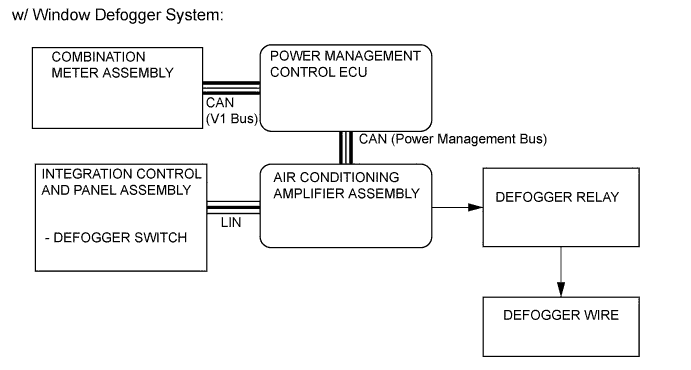 w/ Window Defogger System:
COMBINATION
METER ASSEMBLY
POWER MANAGEMENT
CONTROL ECU
CAN
(V1 Bus)
CAN (Power Management Bus)
INTEGRATION CONTROL
AND PANEL ASSEMBLY
- DEFOGGER SWITCH
LIN
AIR CONDITIONING
AMPLIFIER ASSEMBLY
DEFOGGER RELAY
DEFOGGER WIRE